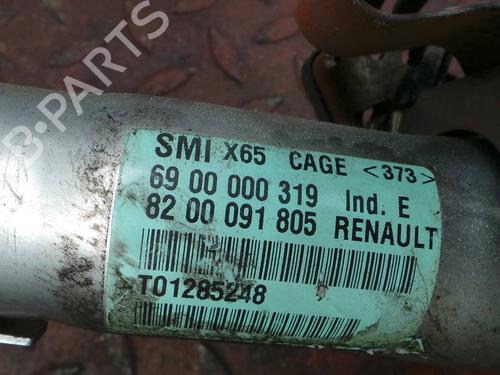 B-PARTS
SMI X65 CAGE <373>
69 00 000 319 Ind. E
82 00 091 805 RENAULT
T01285248